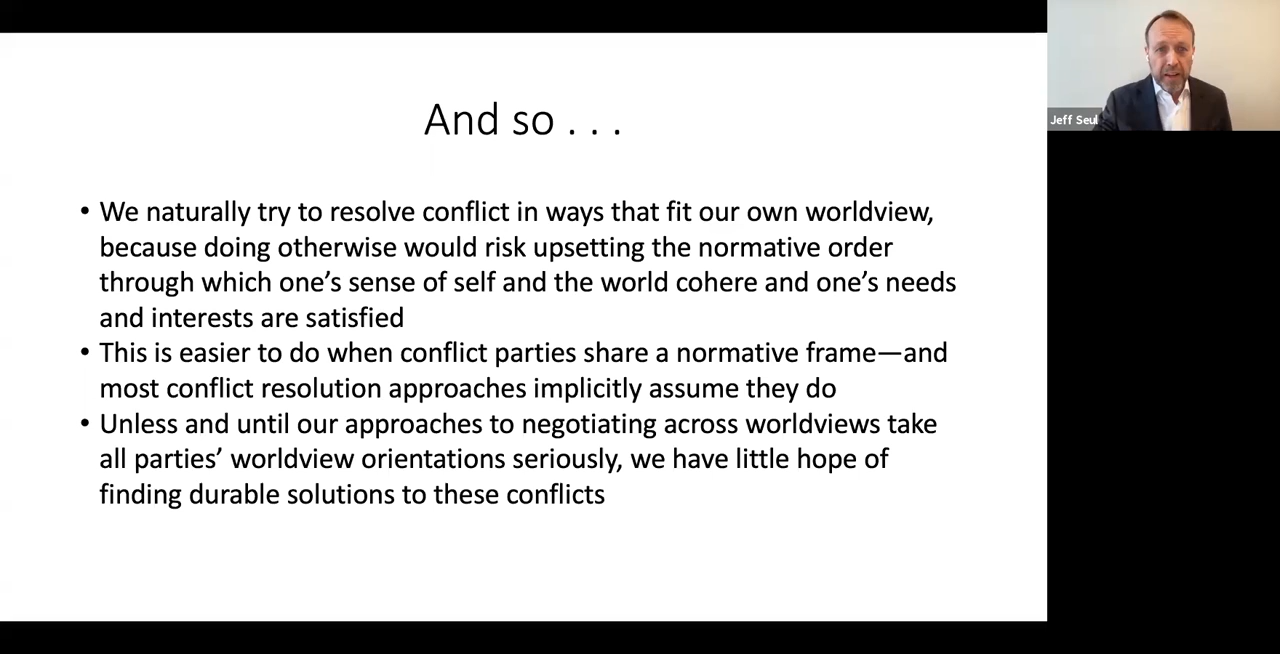 And so . . .
• We naturally try to resolve conflict in ways that fit our own worldview,
because doing otherwise would risk upsetting the normative order
through which one’s sense of self and the world cohere and one’s needs
and interests are satisfied
• This is easier to do when conflict parties share a normative frame—and
most conflict resolution approaches implicitly assume they do
• Unless and until our approaches to negotiating across worldviews take
all parties’ worldview orientations seriously, we have little hope of
finding durable solutions to these conflicts
Jeff Seul